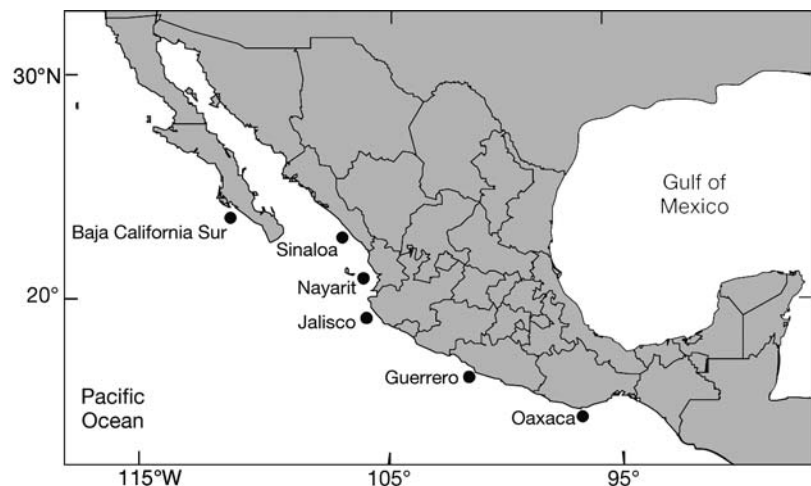 30°N
Gulf of
Mexico
Baja California Sur
Sinaloa
20°
Nayarit
Jalisco
Guerrero
Pacific
Ocean
Oaxaca
115°W
105°
95°